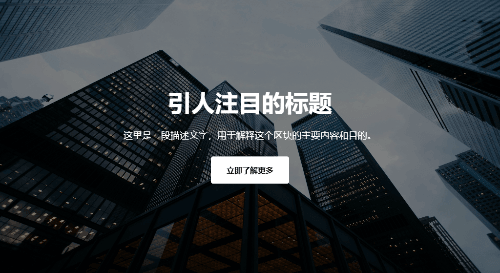 引人注目的标题
这里是一段描述文字，用于解释这个区块的主要内容和目的。
立即了解更多